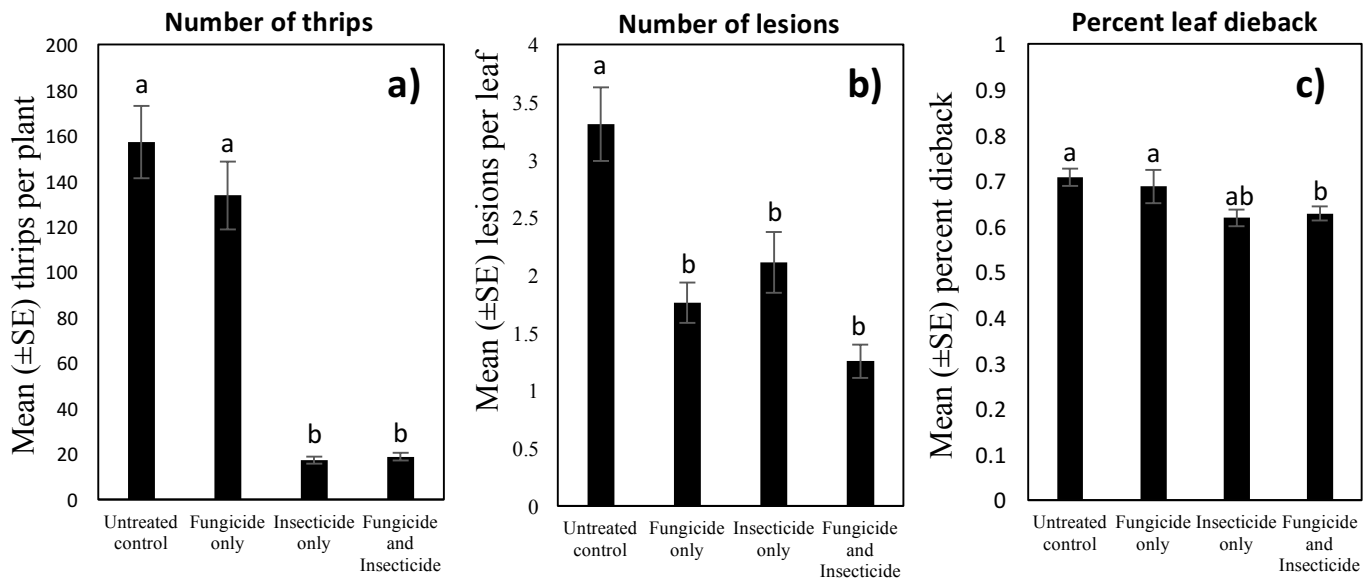 Number of thrips
a)
Mean (±SE) thrips per plant
200
180
160
140
120
100
80
60
40
20
0
a
a
b
b
Untreated
control
Fungicide
only
Insecticide
only
Fungicide
and
Insecticide
Number of lesions
b)
Mean (±SE) lesions per leaf
4
3.5
3
2.5
2
1.5
1
0.5
0
a
b
b
b
Untreated
control
Fungicide
only
Insecticide
only
Fungicide
and
Insecticide
Percent leaf dieback
c)
Mean (±SE) percent dieback
1
0.9
0.8
0.7
0.6
0.5
0.4
0.3
0.2
0.1
0
a
a
ab
b
Untreated
control
Fungicide
only
Insecticide
only
Fungicide
and
Insecticide